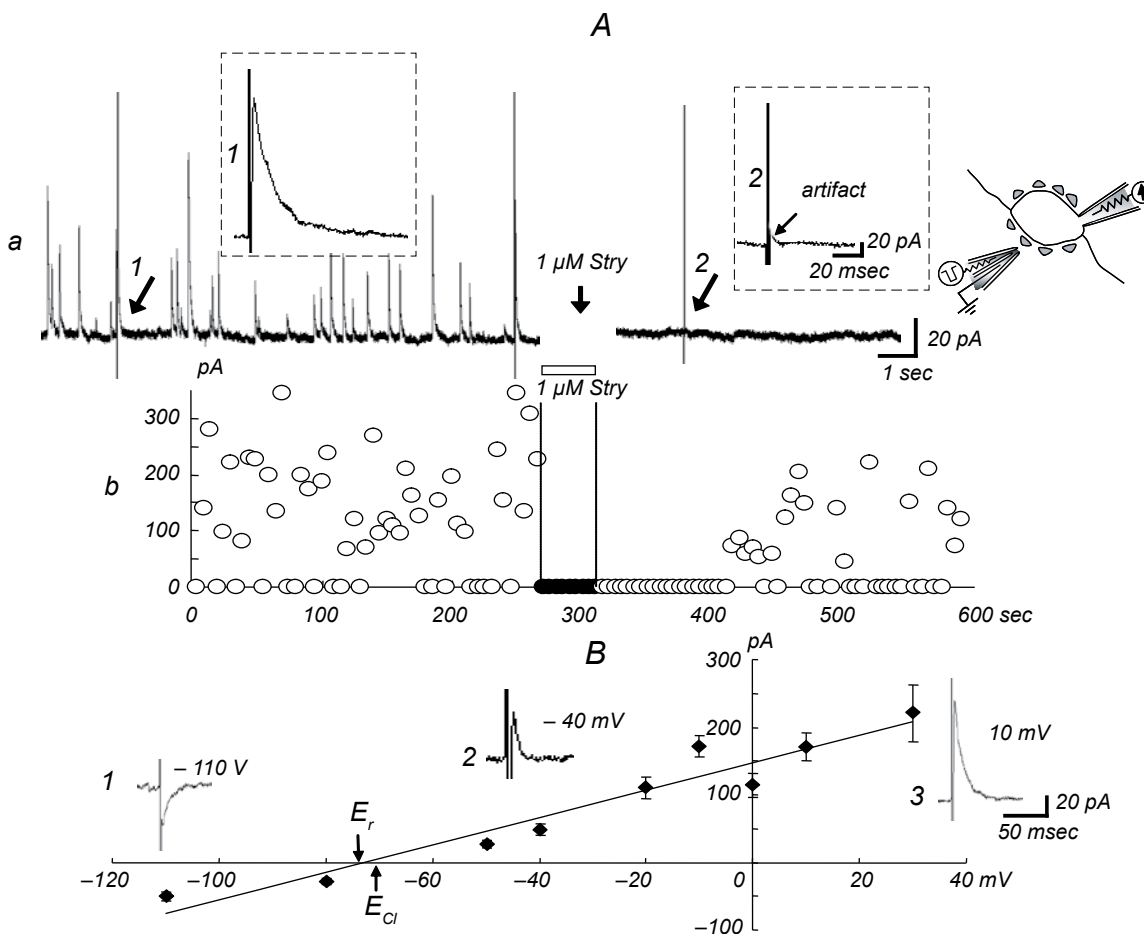 A
a
1
1
1 µM Stry
2
2
artifact
20 pA
20 msec
20 pA
1 sec
pA
1 µM Stry
b
300
200
100
0
0
100
200
300
400
500
600 sec
B
pA
300
200
100
–100
1
– 110 V
2
– 40 mV
3
10 mV
20 pA
50 msec
Er
ECl
–120
–100
–80
–60
–40
–20
0
20
40 mV